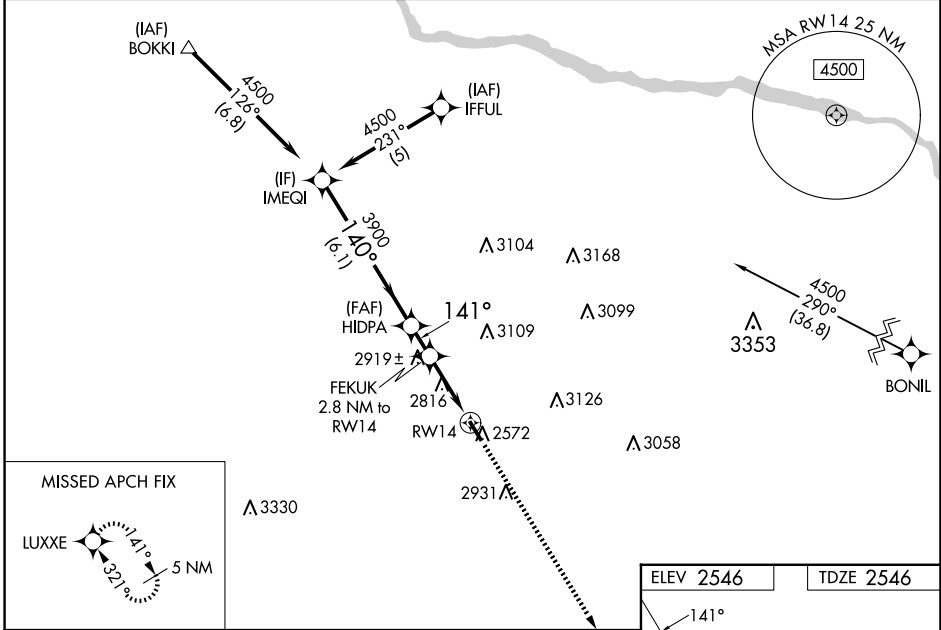 (IAF)
BOKKI
4500
126°
(6.8)
(IAF)
IFFUL
4500
231°
(5)
MSA RW14 25 NM
4500
(IF)
IMEQI
3900
140°
(6.1)
3104
3168
4500
290°
(36.8)
(FAF)
HIDPA
141°
3109
3099
3353
BONIL
2919±
FEKUK
2.8 NM to
RW14
2816
3126
RW14
2572
3058
2931
3330
MISSED APCH FIX
LUXXE
141°
321°
5 NM
ELEV 2546
TDZE 2546
141°